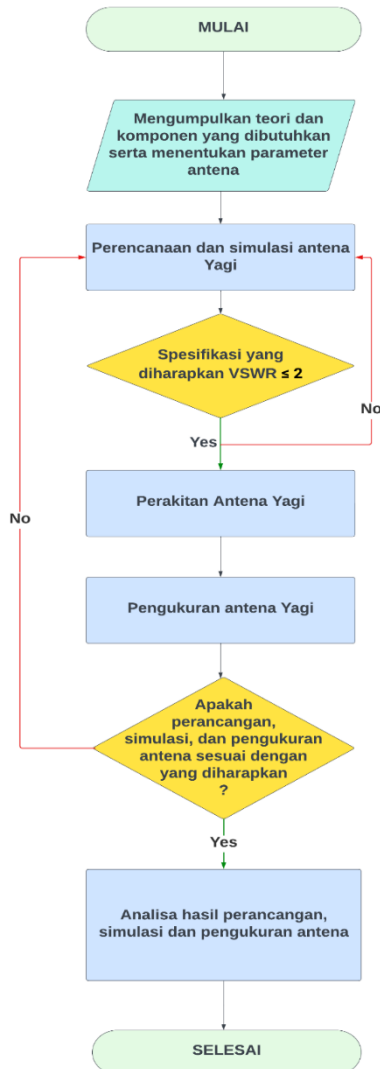 MULAI
Mengumpulkan teori dan
komponen yang dibutuhkan
serta menentukan parameter
antena
Perencanaan dan simulasi antena
Yagi
Spesifikasi yang
diharapkan VSWR ≤ 2
No
Yes
Perakitan Antena Yagi
No
Pengukuran antena Yagi
Apakah
perancangan,
simulasi, dan pengukuran
antena sesuai dengan
yang diharapkan
?
Yes
Analisa hasil perancangan,
simulasi dan pengukuran antena
SELESAI